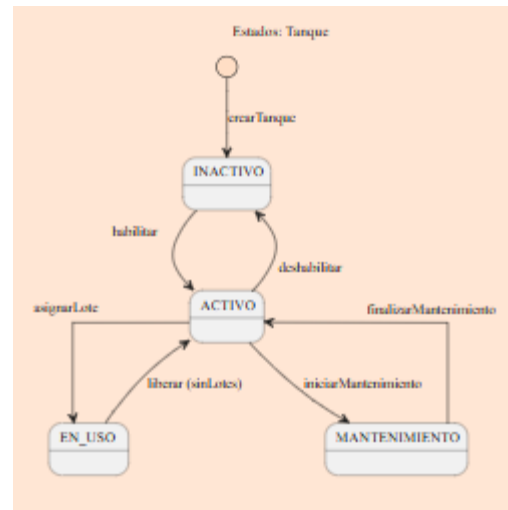 Estados: Tanque
crearTanque
INACTIVO
habilitar
deshabilitar
ACTIVO
asignarLote
finalizarMantenimiento
liberar (sinLotes)
iniciarMantenimiento
EN_USO
MANTENIMIENTO